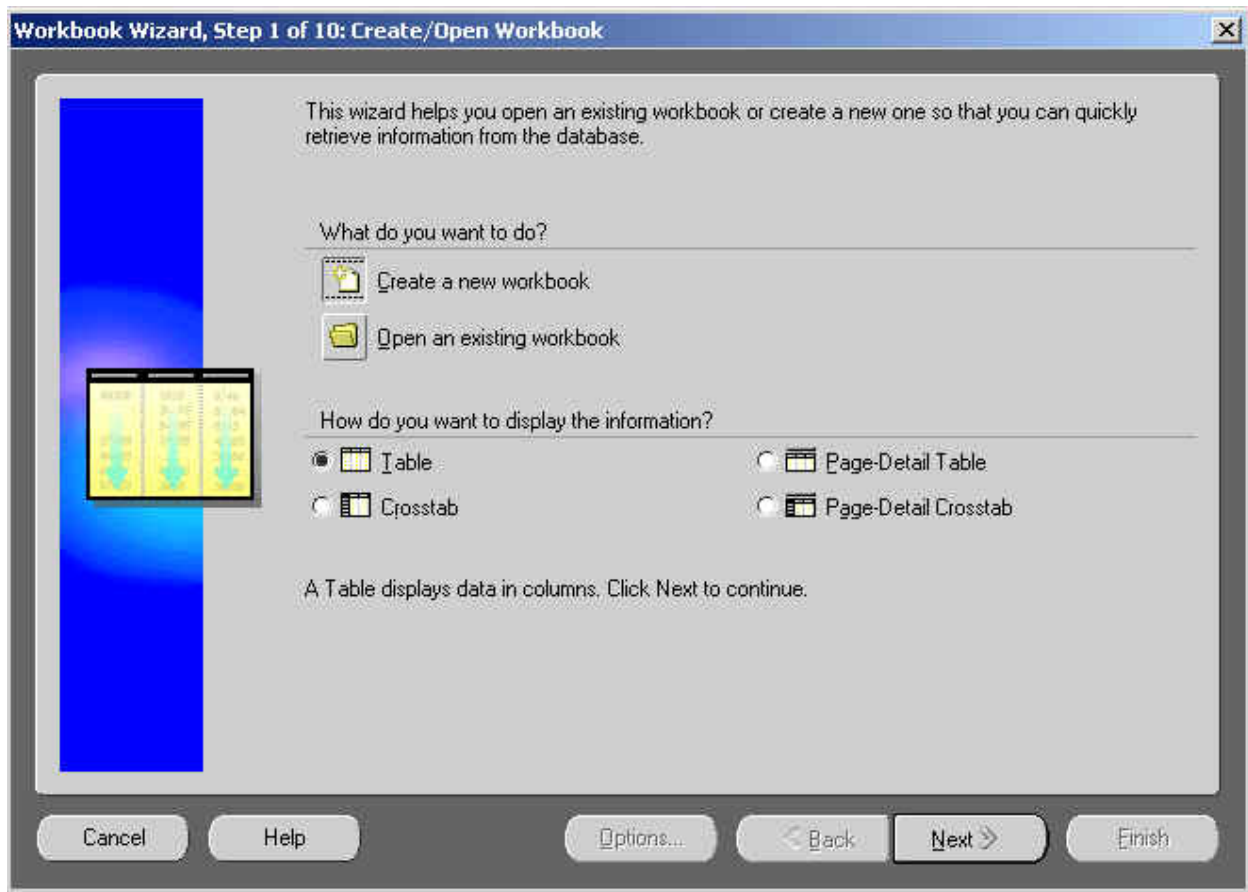 Workbook Wizard, Step 1 of 10: Create/Open Workbook
This wizard helps you open an existing workbook or create a new one so that you can quickly
retrieve information from the database.
What do you want to do?
Create a new workbook
Open an existing workbook
How do you want to display the information?
Table
Page-Detail Table
Crosstab
Page-Detail Crosstab
A Table displays data in columns. Click Next to continue.
Cancel Help Options... Back Next Finish